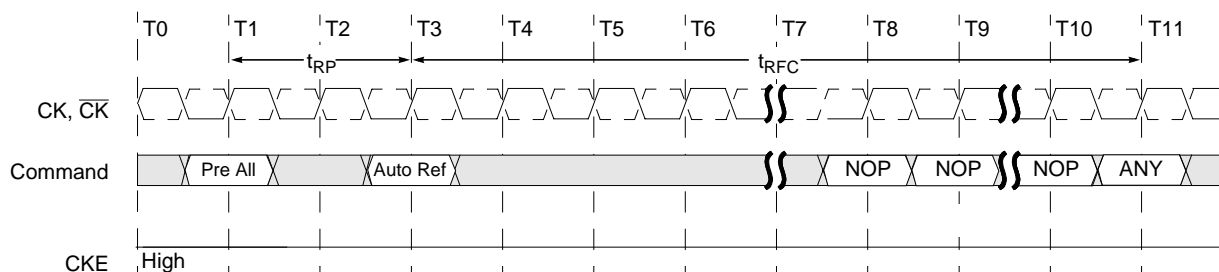 T0 T1 T2 T3 T4 T5 T6 T7 T8 T9 T10 T11
tRP tRFC
CK, C̅K̅
Command Pre All Auto Ref NOP NOP NOP ANY
CKE High